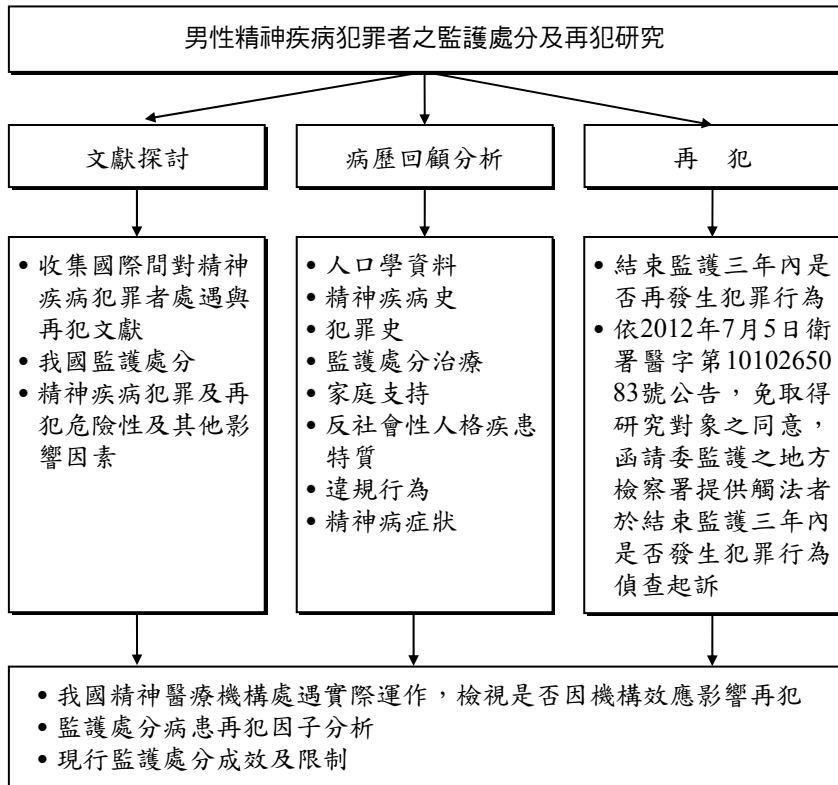 男性精神疾病犯罪者之監護處分及再犯研究
文獻探討
病歷回顧分析
再　犯
• 收集國際間對精神
疾病犯罪者處遇與
再犯文獻
• 我國監護處分
• 精神疾病犯罪及再
犯危險性及其他影
響因素
• 人口學資料
• 精神疾病史
• 犯罪史
• 監護處分治療
• 家庭支持
• 反社會性人格疾患
特質
• 違規行為
• 精神病症狀
• 結束監護三年內是
否再發生犯罪行為
• 依2012年7月5日衛
署醫字第10102650
83號公告，免取得
研究對象之同意，
函請委監護之地方
檢察署提供觸法者
於結束監護三年內
是否發生犯罪行為
偵查起訴
• 我國精神醫療機構處遇實際運作，檢視是否因機構效應影響再犯
• 監護處分病患再犯因子分析
• 現行監護處分成效及限制